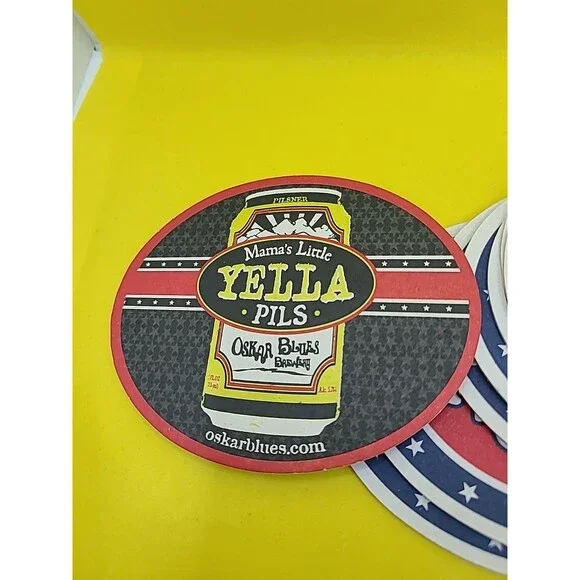 PILSNER
Mama's Little
YELLA
· PILS ·
OSKAR BLUES
BREWERY
oskarblues.com